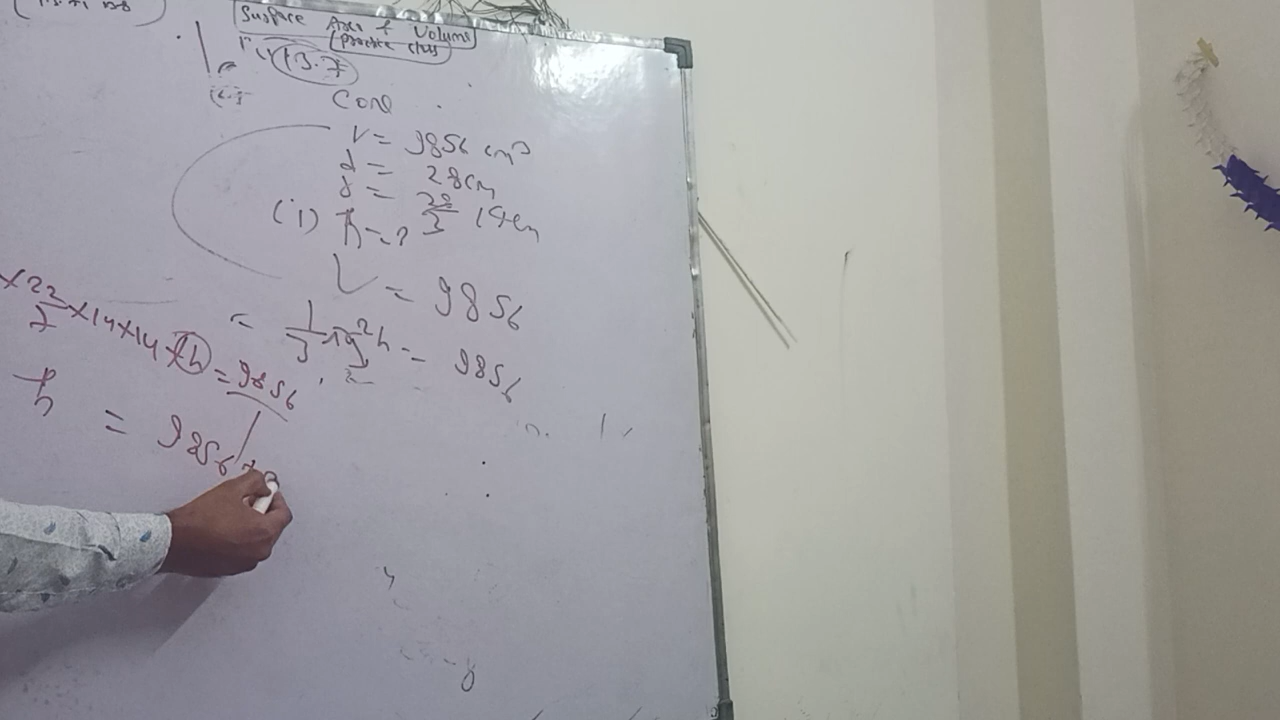 Surface Area & Volume
Practice class
13.7
Cone
V = 9856 cm³
d = 28cm
r = 28/2 14cm
(i) h = ?
V = 9856
= 1/3 πr²h = 9856
× 22/7 × 14 × 14 × h = 9856
h = 9856 ×